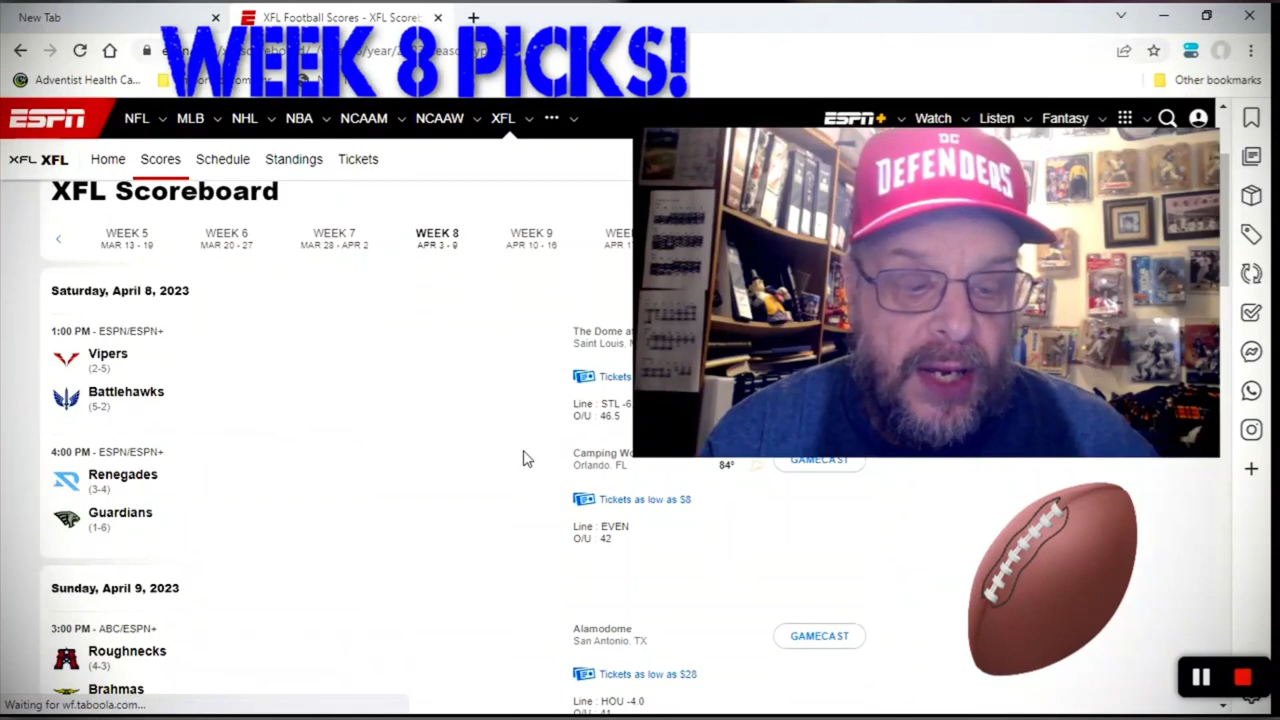 New Tab
XFL Football Scores - XFL Score
WEEK 8 PICKS!
Adventist Health Ca...
Other bookmarks
ESPN NFL MLB NHL NBA NCAAM NCAAW XFL ESPN+ Watch Listen Fantasy
XFL XFL Home Scores Schedule Standings Tickets
DC
DEFENDERS
XFL Scoreboard
WEEK 5 WEEK 6 WEEK 7 WEEK 8 WEEK 9
MAR 13 - 19 MAR 20 - 27 MAR 28 - APR 2 APR 3 - 9 APR 10 - 16
Saturday, April 8, 2023
1:00 PM - ESPN/ESPN+
Vipers
(2-5)
Battlehawks
(5-2)
The Dome
Saint Louis,
Tickets
Line : STL -6
O/U : 46.5
4:00 PM - ESPN/ESPN+
Renegades
(3-4)
Guardians
(1-6)
Camping
Orlando, FL
84°
GAMECAST
Tickets as low as $8
Line : EVEN
O/U : 42
Sunday, April 9, 2023
3:00 PM - ABC/ESPN+
Roughnecks
(4-3)
Brahmas
Alamodome
San Antonio, TX
GAMECAST
Tickets as low as $28
Line : HOU -4.0
O/U : 41
Waiting for wf.taboola.com...